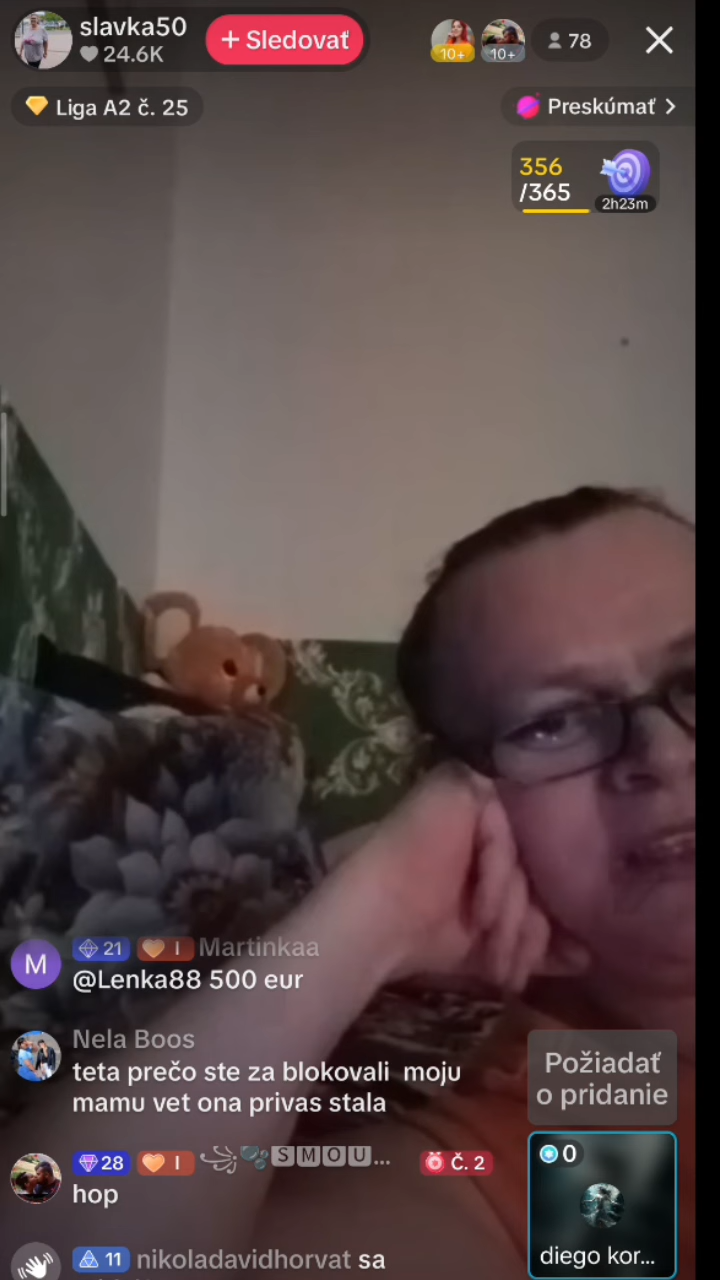 slavka50
24.6K
+ Sledovať
10+
10+
78
Liga A2 č. 25
Preskúmať
356
/365
2h23m
21 I Martinkaa
M
@Lenka88 500 eur
Nela Boos
teta prečo ste za blokovali moju
mamu vet ona privas stala
28 I SMOU... Č. 2
hop
Požiadať
o pridanie
0
diego kor...
11 nikoladavidhorvat sa